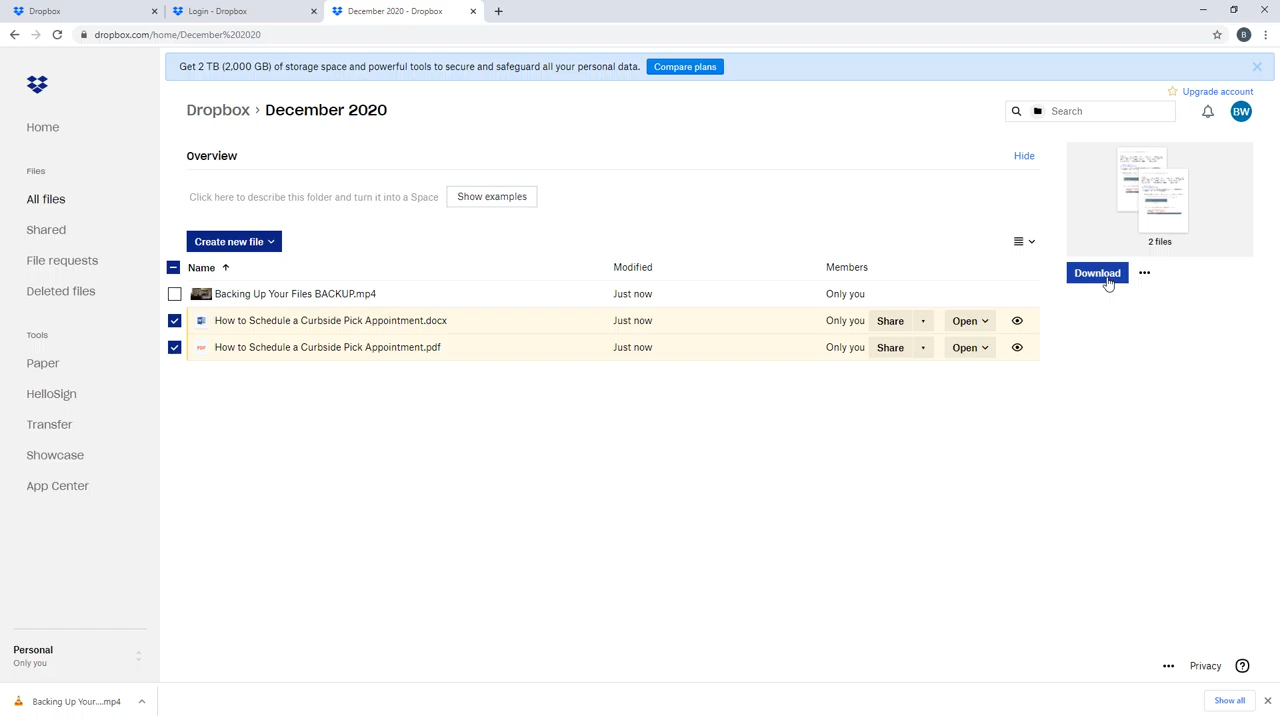 Dropbox
Login - Dropbox
December 2020 - Dropbox
dropbox.com/home/December%202020
B
Get 2 TB (2,000 GB) of storage space and powerful tools to secure and safeguard all your personal data.
Compare plans
Upgrade account
Dropbox › December 2020
Search
BW
Home
Overview
Hide
Files
Click here to describe this folder and turn it into a Space
Show examples
All files
Shared
File requests
Deleted files
Tools
Paper
HelloSign
Transfer
Showcase
App Center
Create new file
2 files
Download
Name
Modified
Members
Backing Up Your Files BACKUP.mp4
Just now
Only you
How to Schedule a Curbside Pick Appointment.docx
Just now
Only you
Share
Open
PDF
How to Schedule a Curbside Pick Appointment.pdf
Just now
Only you
Share
Open
Personal
Only you
Privacy
Backing Up Your....mp4
Show all